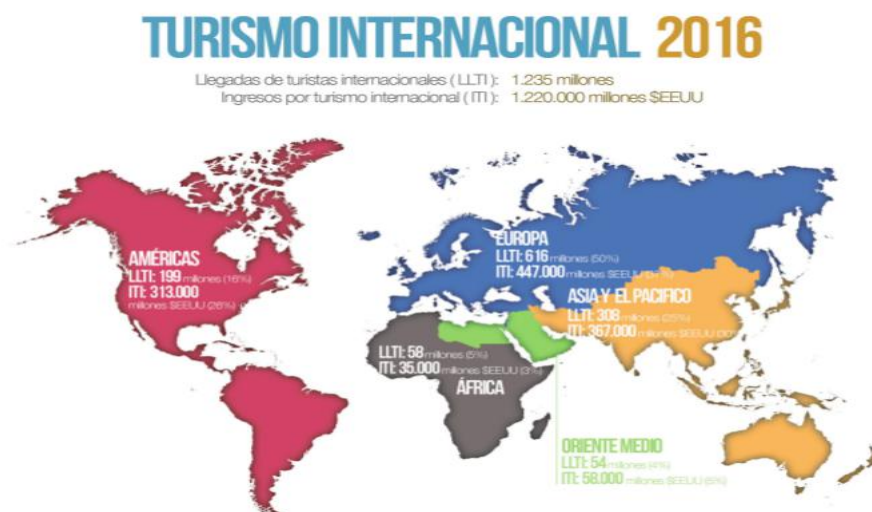 TURISMO INTERNACIONAL 2016
Llegadas de turistas internacionales (LLTI): 1.235 millones
Ingresos por turismo internacional (ITI): 1.220.000 millones $EEUU
AMÉRICAS
LLTI: 199 millones (16%)
ITI: 313.000
millones $EEUU (26%)
EUROPA
LLTI: 616 millones (50%)
ITI: 447.000 millones $EEUU
ASIA Y EL PACIFICO
LLTI: 308 millones (25%)
ITI: 367.000 millones $EEUU
LLTI: 58 millones (5%)
ITI: 35.000 millones $EEUU (3%)
ÁFRICA
ORIENTE MEDIO
LLTI: 54 millones (4%)
ITI: 58.000 millones $EEUU (5%)